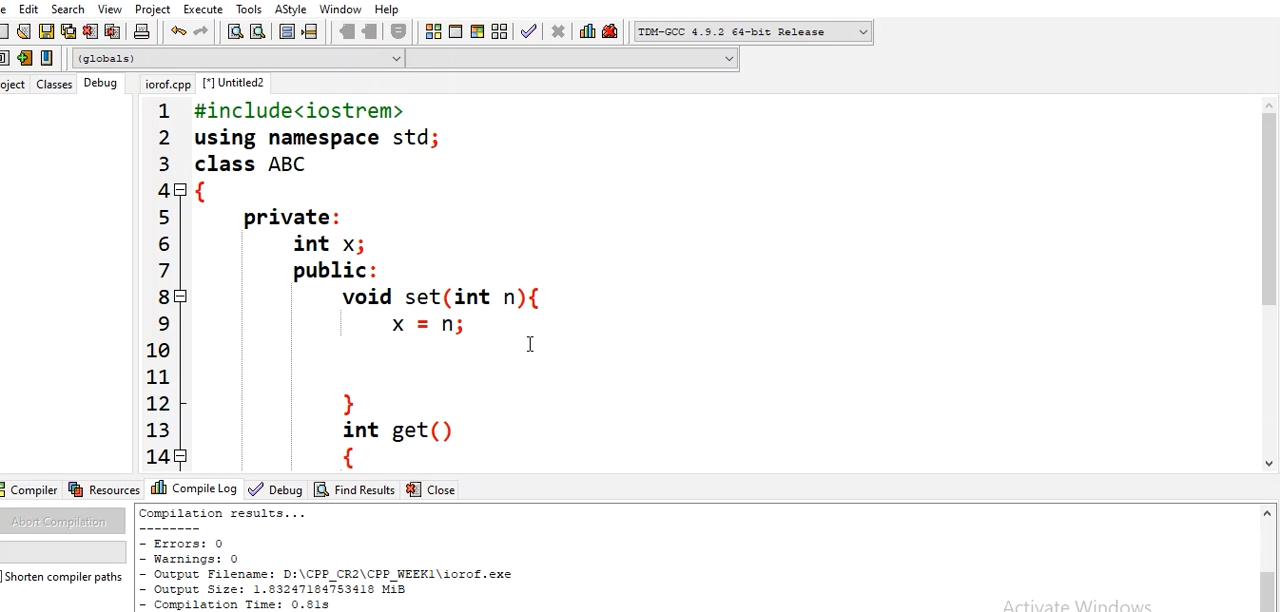 Edit Search View Project Execute Tools AStyle Window Help
TDM-GCC 4.9.2 64-bit Release
(globals)
oject Classes Debug iorof.cpp [*] Untitled2
1 #include<iostrem>
2 using namespace std;
3 class ABC
4 {
5 private:
6 int x;
7 public:
8 void set(int n){
9 x = n;
10
11
12 }
13 int get()
14 {
Compiler Resources Compile Log Debug Find Results Close
Abort Compilation
Shorten compiler paths
Compilation results...
--------
- Errors: 0
- Warnings: 0
- Output Filename: D:\CPP_CR2\CPP_WEEK1\iorof.exe
- Output Size: 1.83247184753418 MiB
- Compilation Time: 0.81s
Activate Windows